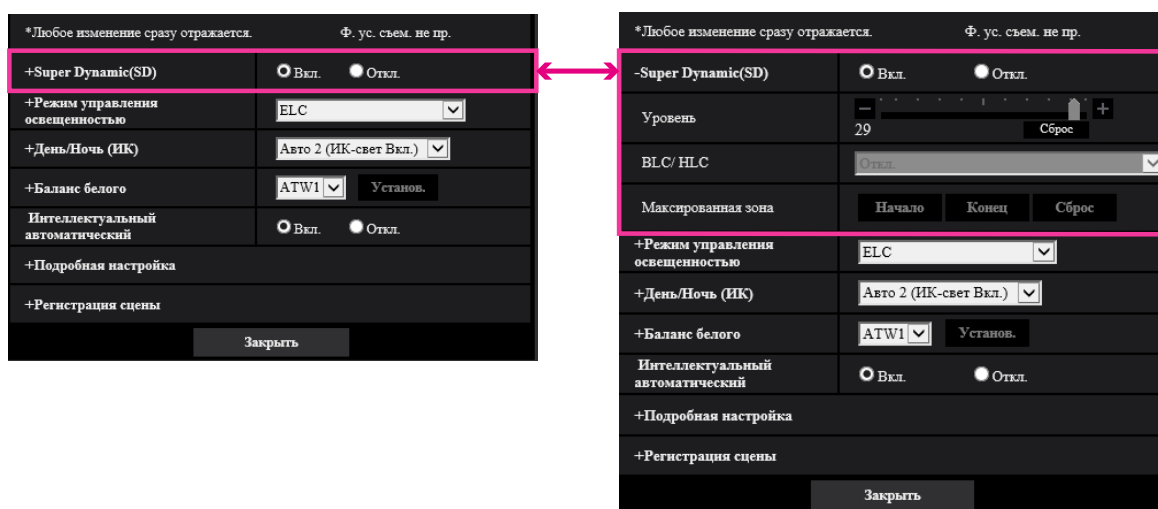 *Любое изменение сразу отражается. Ф. ус. съем. не пр.
+Super Dynamic(SD) Вкл. Откл.
+Режим управления
освещенностью ELC
+День/Ночь (ИК) Авто 2 (ИК-свет Вкл.)
+Баланс белого ATW1 Установ.
Интеллектуальный
автоматический Вкл. Откл.
+Подробная настройка
+Регистрация сцены
Закрыть
*Любое изменение сразу отражается. Ф. ус. съем. не пр.
-Super Dynamic(SD) Вкл. Откл.
Уровень
29 Сброс
BLC/ HLC Откл.
Максированная зона Начало Конец Сброс
+Режим управления
освещенностью ELC
+День/Ночь (ИК) Авто 2 (ИК-свет Вкл.)
+Баланс белого ATW1 Установ.
Интеллектуальный
автоматический Вкл. Откл.
+Подробная настройка
+Регистрация сцены
Закрыть